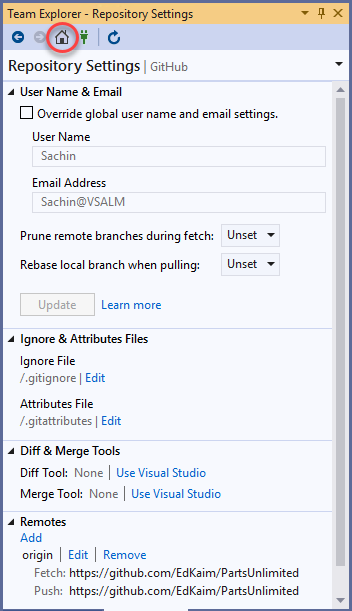 Team Explorer - Repository Settings
Repository Settings | GitHub
User Name & Email
Override global user name and email settings.
User Name
Sachin
Email Address
Sachin@VSALM
Prune remote branches during fetch: Unset
Rebase local branch when pulling: Unset
Update Learn more
Ignore & Attributes Files
Ignore File
/.gitignore | Edit
Attributes File
/.gitattributes | Edit
Diff & Merge Tools
Diff Tool: None | Use Visual Studio
Merge Tool: None | Use Visual Studio
Remotes
Add
origin | Edit | Remove
Fetch: https://github.com/EdKaim/PartsUnlimited
Push: https://github.com/EdKaim/PartsUnlimited